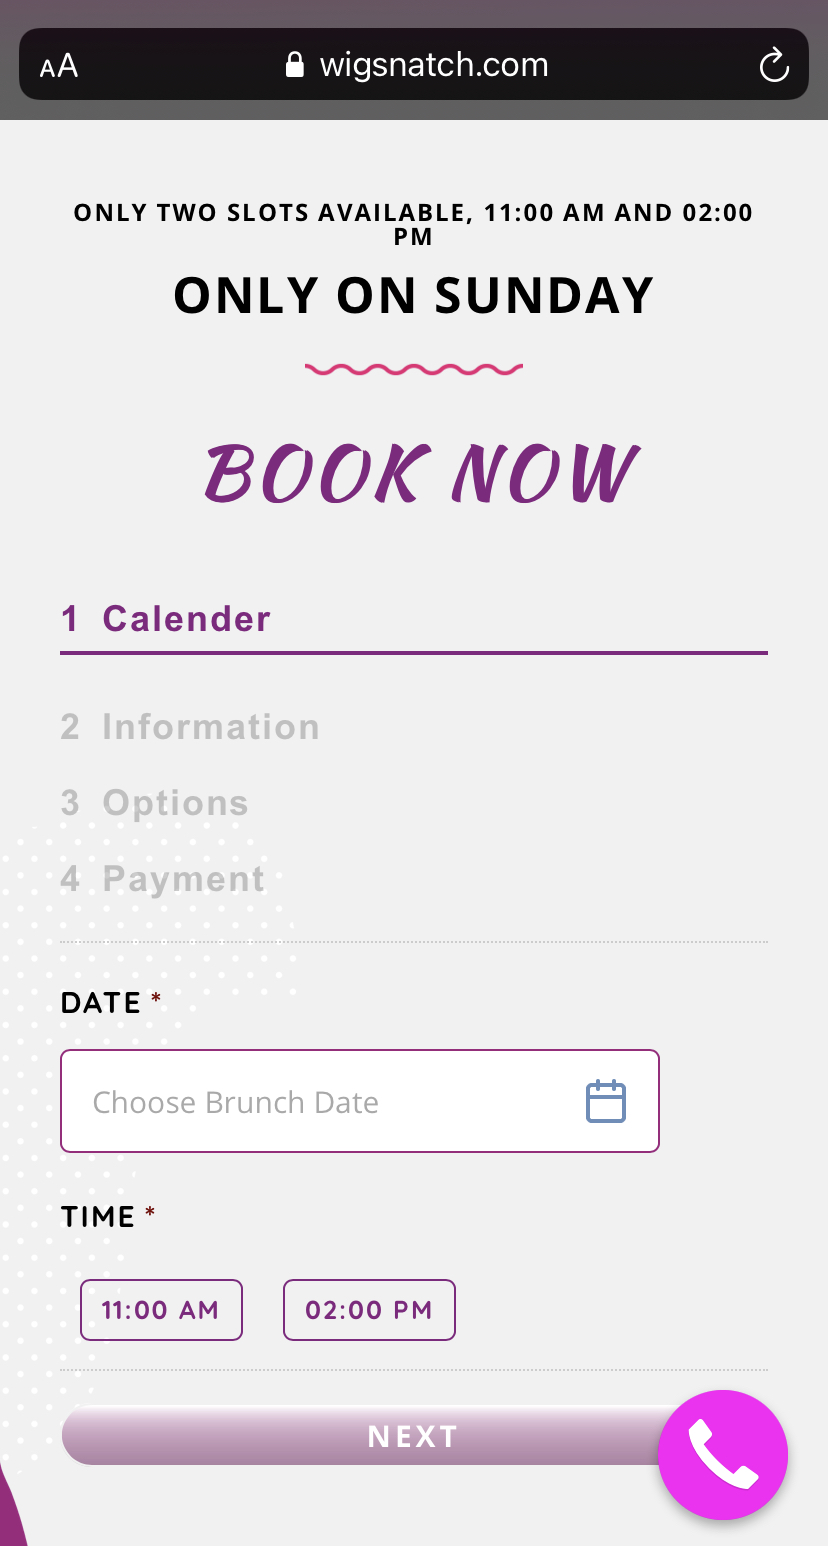 AA
wigsnatch.com
ONLY TWO SLOTS AVAILABLE, 11:00 AM AND 02:00
PM
ONLY ON SUNDAY
BOOK NOW
1 Calender
2 Information
3 Options
4 Payment
DATE *
Choose Brunch Date
TIME *
11:00 AM 02:00 PM
NEXT